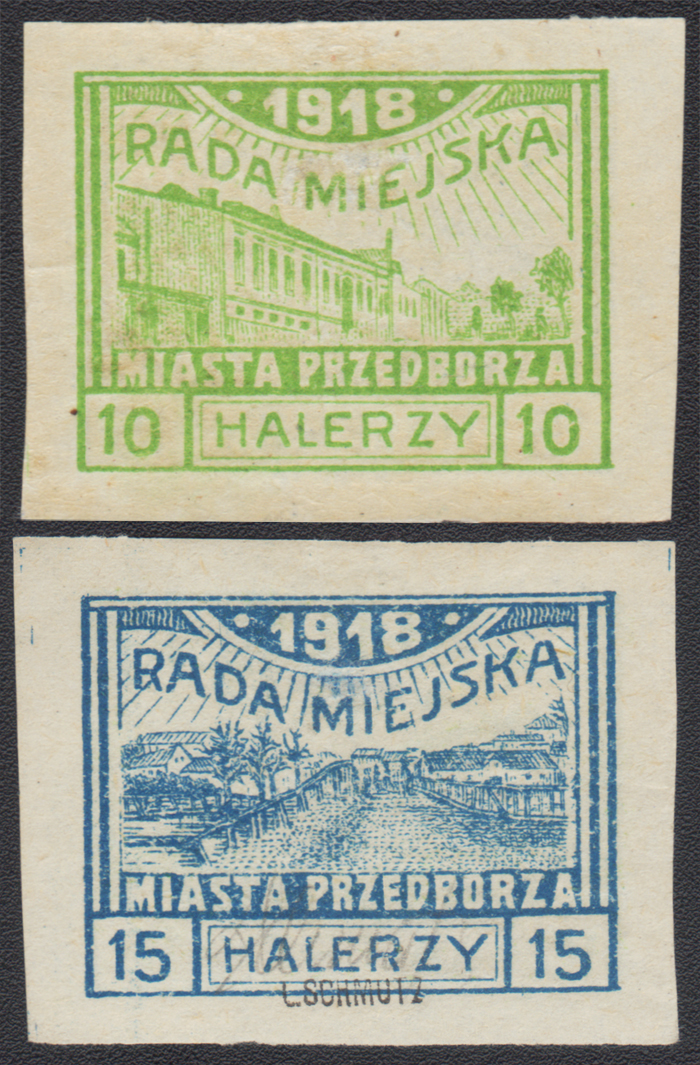 1918
RADA MIEJSKA
MIASTA PRZEDBORZA
10 HALERZY 10
1918
RADA MIEJSKA
MIASTA PRZEDBORZA
15 HALERZY 15
L.SCHMUTZ